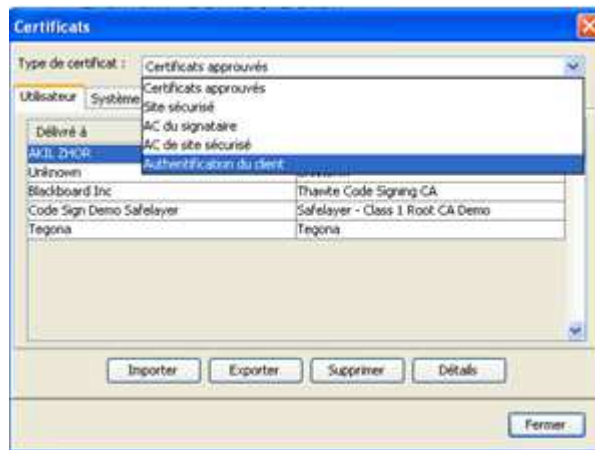 Certificats
Type de certificat : Certificats approuvés
Certificats approuvés
Utilisateur Système
Site sécurisé
AC du signataire
Délivré à
AC de site sécurisé
AKIL ZHOR
Authentification du client
Unknown
Blackboard Inc Thawte Code Signing CA
Code Sign Demo Safelayer Safelayer - Class 1 Root CA Demo
Tegona Tegona
Importer Exporter Supprimer Détails
Fermer